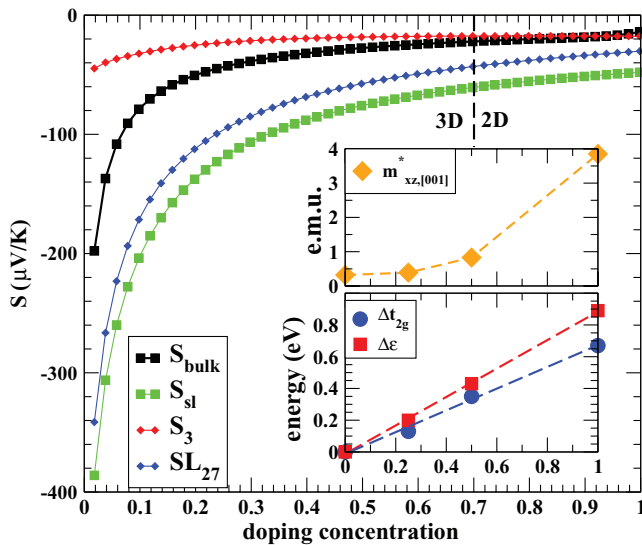 0
-100
-200
-300
-400
S (μV/K)
0.1 0.2 0.3 0.4 0.5 0.6 0.7 0.8 0.9 1
doping concentration
3D 2D
S_bulk
S_sl
S_3
SL_27
4
3
2
1
0
e.m.u.
m*_xz,[001]
0.8
0.6
0.4
0.2
0
energy (eV)
Δt_2g
Δε
0 0.2 0.4 0.6 0.8 1